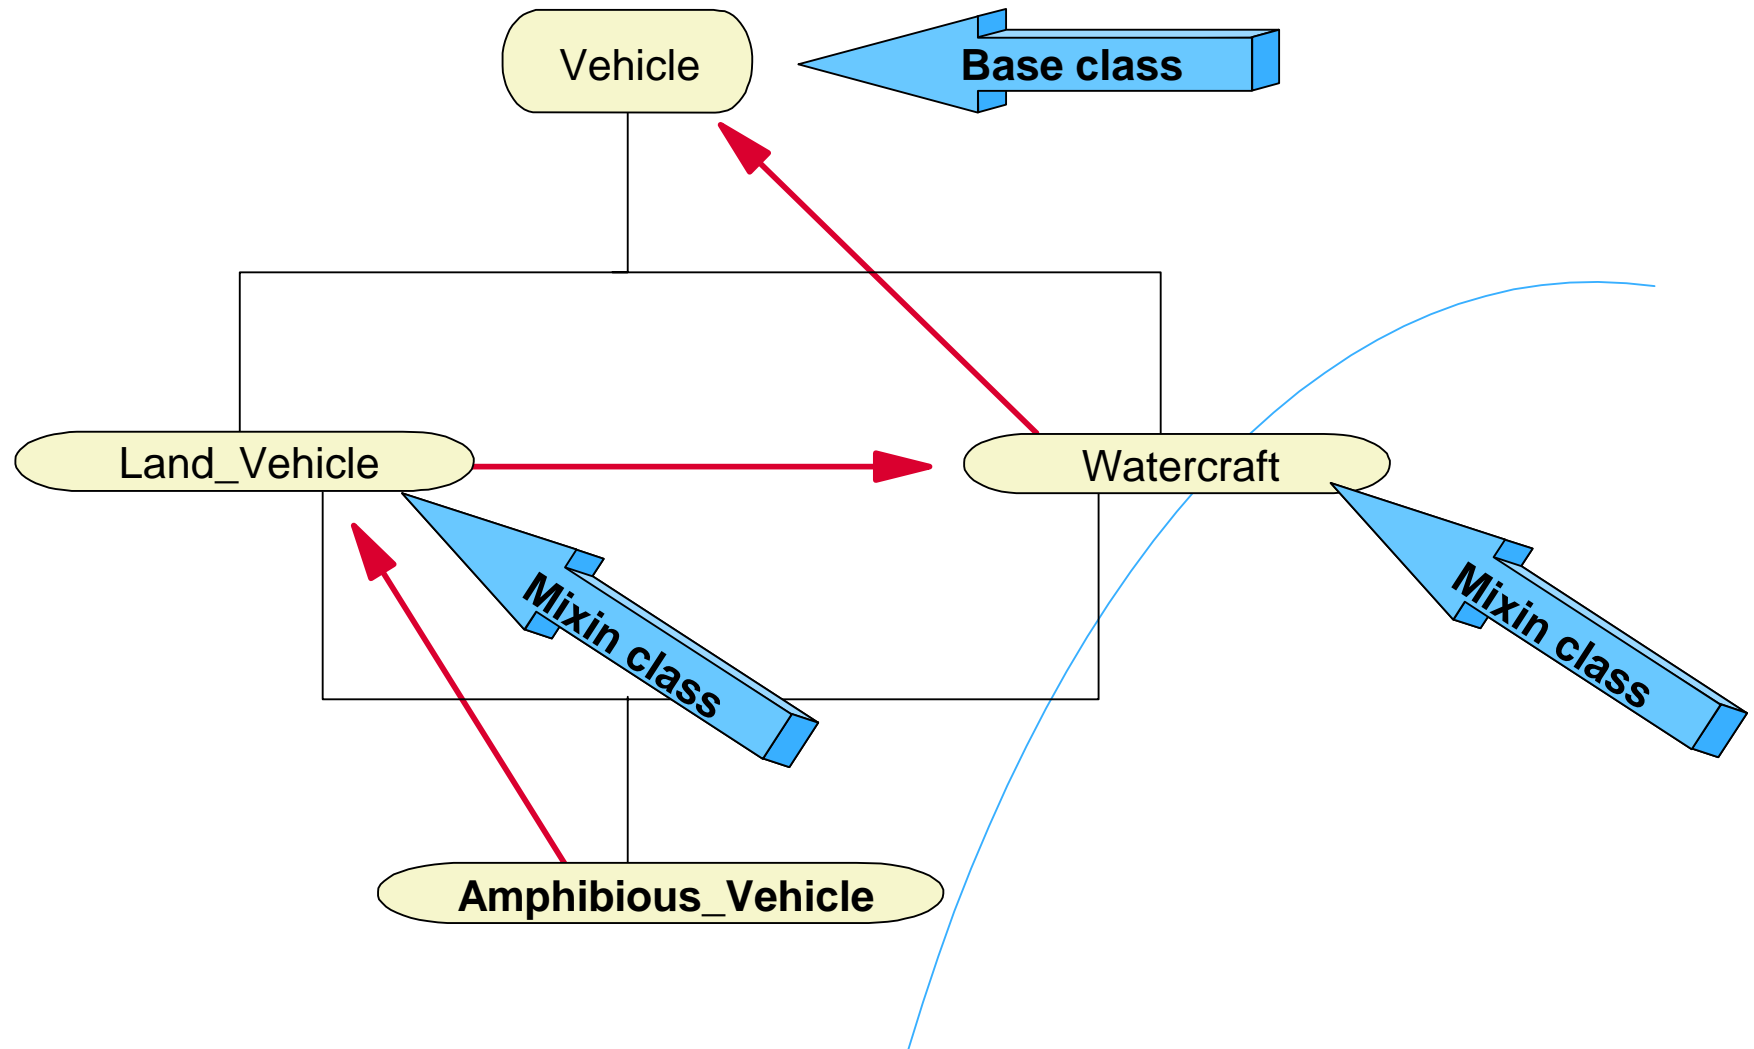 Vehicle
Base class
Land_Vehicle
Watercraft
Mixin class
Mixin class
Amphibious_Vehicle